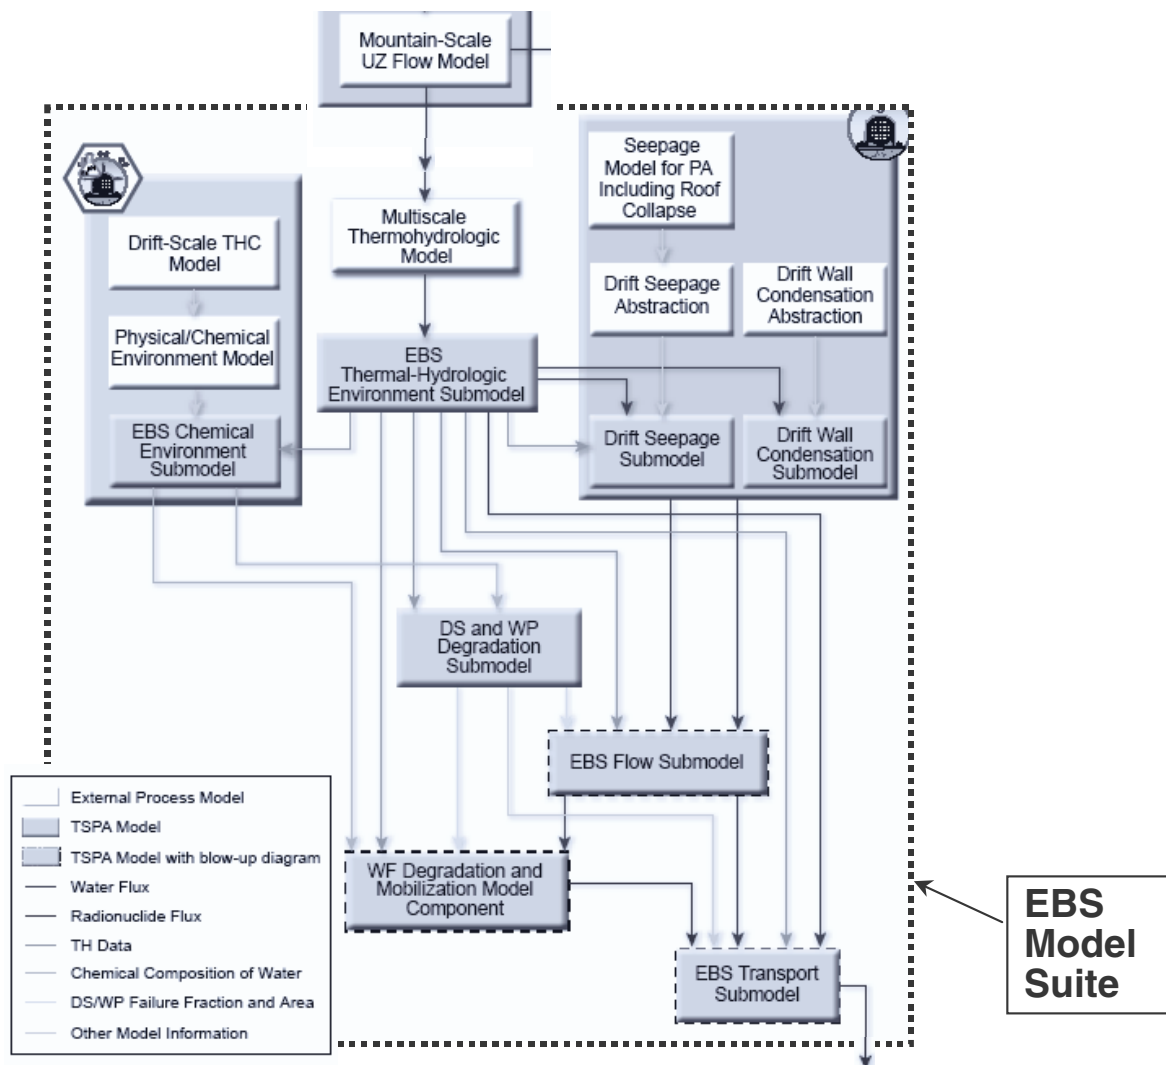 Mountain-Scale
UZ Flow Model
Seepage
Model for PA
Including Roof
Collapse
Multiscale
Thermohydrologic
Model
Drift-Scale THC
Model
Drift Seepage
Abstraction
Drift Wall
Condensation
Abstraction
Physical/Chemical
Environment Model
EBS
Thermal-Hydrologic
Environment Submodel
EBS Chemical
Environment
Submodel
Drift Seepage
Submodel
Drift Wall
Condensation
Submodel
DS and WP
Degradation
Submodel
EBS Flow Submodel
WF Degradation and
Mobilization Model
Component
EBS Transport
Submodel
External Process Model
TSPA Model
TSPA Model with blow-up diagram
Water Flux
Radionuclide Flux
TH Data
Chemical Composition of Water
DS/WP Failure Fraction and Area
Other Model Information
EBS
Model
Suite